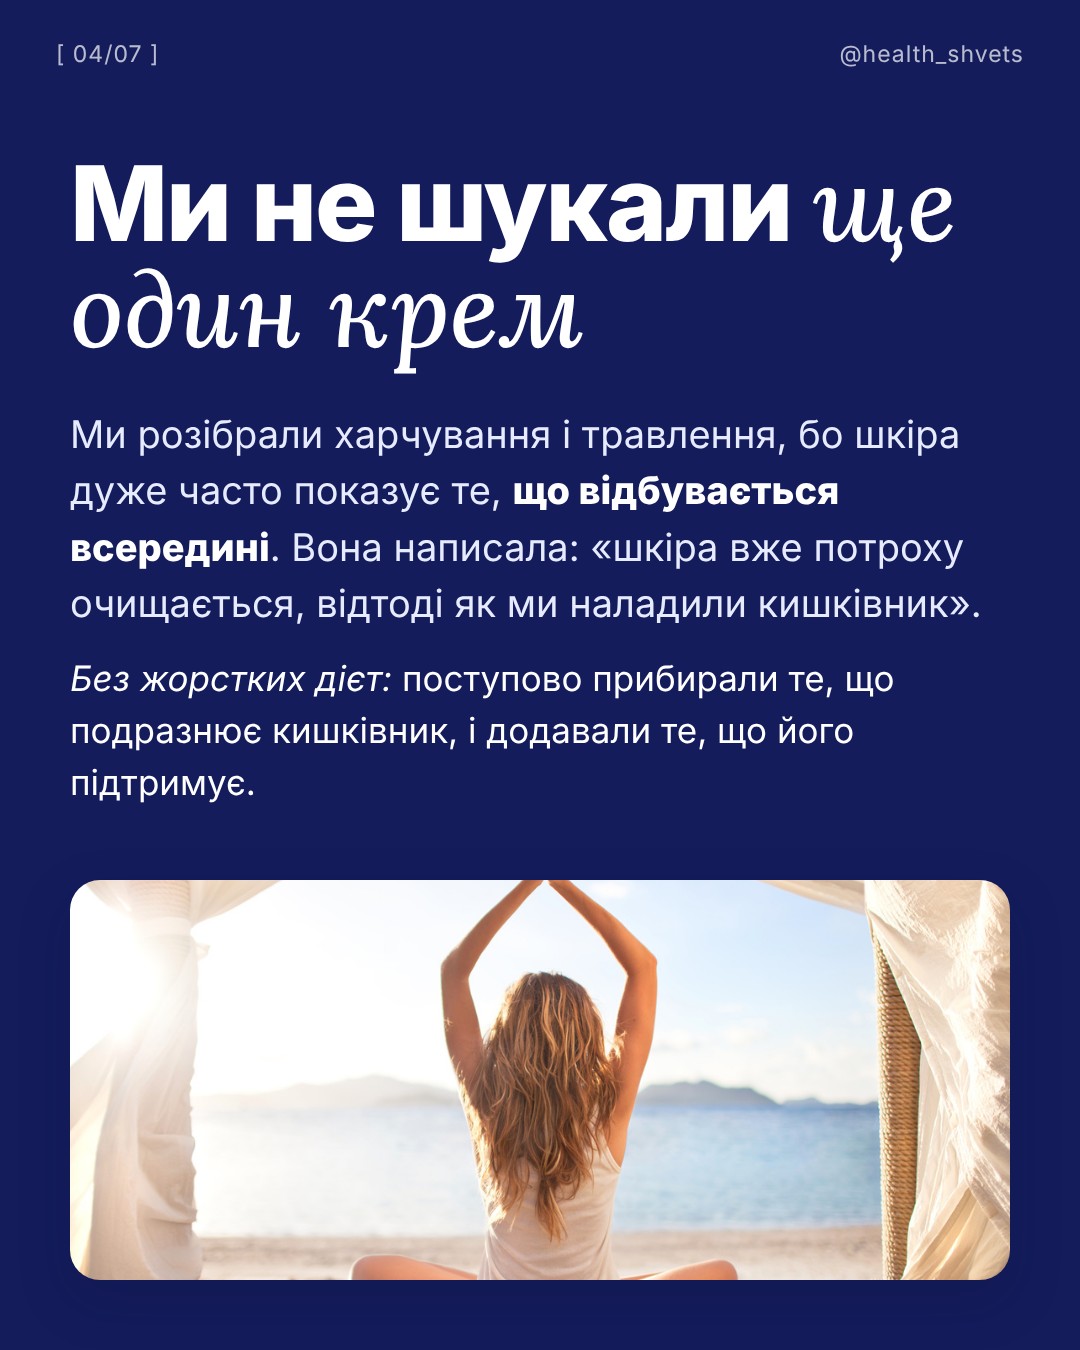 [ 04/07 ]
@health_shvets
Ми не шукали ще
один крем
Ми розібрали харчування і травлення, бо шкіра
дуже часто показує те, що відбувається
всередині. Вона написала: «шкіра вже потроху
очищається, відтоді як ми наладили кишківник».
Без жорстких дієт: поступово прибирали те, що
подразнює кишківник, і додавали те, що його
підтримує.